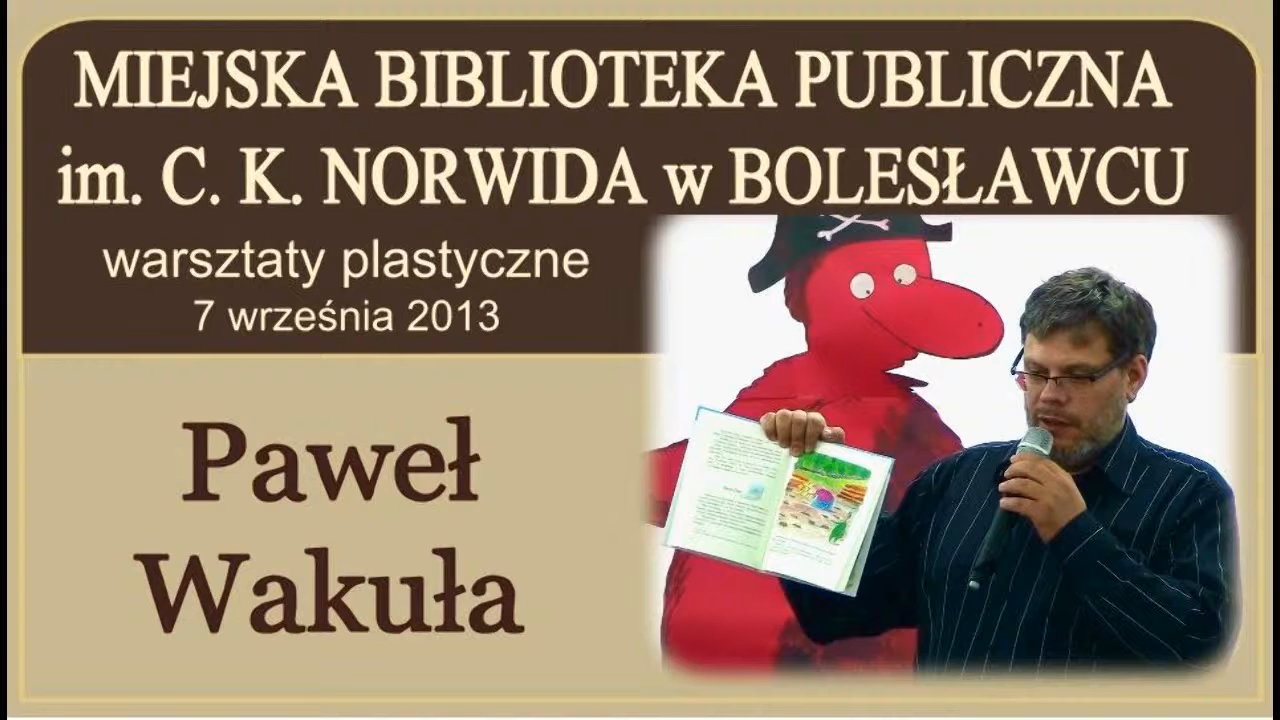 MIEJSKA BIBLIOTEKA PUBLICZNA
im. C. K. NORWIDA w BOLESŁAWCU
warsztaty plastyczne
7 września 2013
Paweł
Wakuła